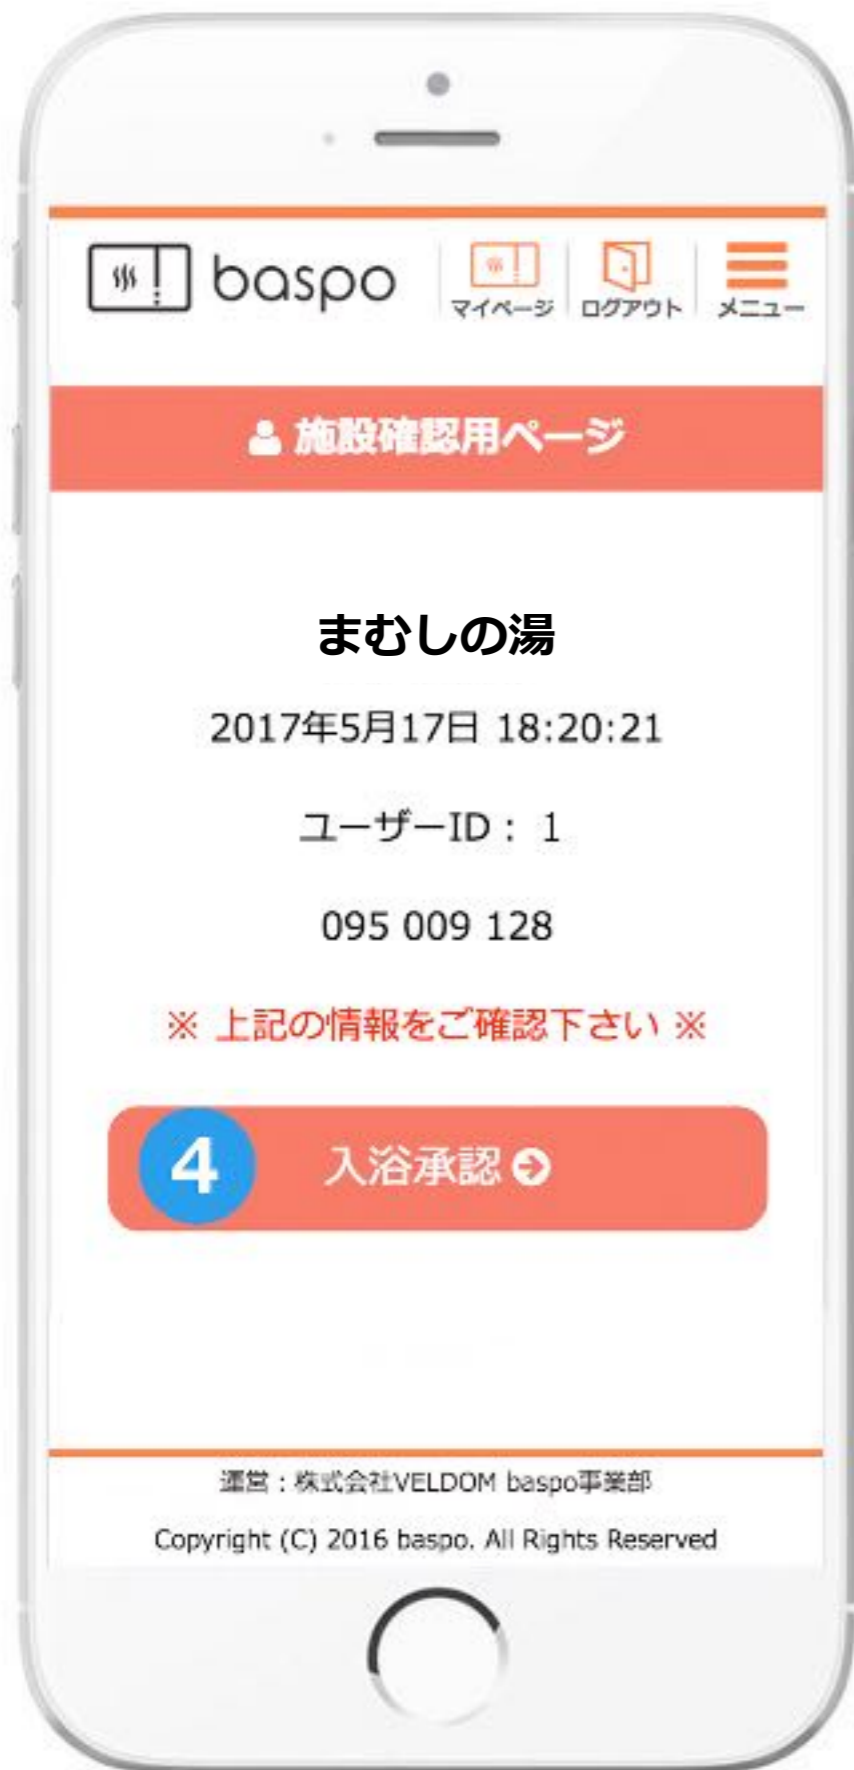 baspo
マイページ ログアウト メニュー
施設確認用ページ
まむしの湯
2017年5月17日 18:20:21
ユーザーID： 1
095 009 128
※ 上記の情報をご確認下さい ※
4 入浴承認
運営：株式会社VELDOM baspo事業部
Copyright (C) 2016 baspo. All Rights Reserved